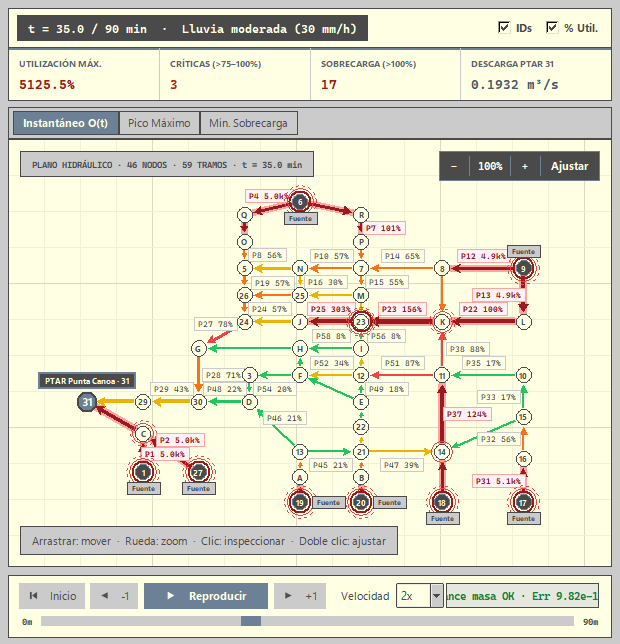 t = 35.0 / 90 min · Lluvia moderada (30 mm/h)
IDs
% Util.
UTILIZACIÓN MÁX.
5125.5%
CRÍTICAS (>75–100%)
3
SOBRECARGA (>100%)
17
DESCARGA PTAR 31
0.1932 m³/s
Instantáneo O(t)
Pico Máximo
Min. Sobrecarga
PLANO HIDRÁULICO · 46 NODOS · 59 TRAMOS · t = 35.0 min
− 100% + Ajustar
P4 5.0k%
6
Fuente
Q
R
P7 101%
O
P
P8 56%
P10 57%
P14 65%
P12 4.9k%
Fuente
5
N
7
8
9
P19 57%
P16 30%
P15 55%
P13 4.9k%
26
25
M
P24 57%
P25 303%
P23 156%
P22 100%
P27 78%
24
J
23
K
L
P58 8%
P56 8%
G
H
I
P38 88%
P28 71%
P52 34%
P51 87%
P35 17%
3
F
12
11
10
PTAR Punta Canoa · 31
P29 43%
P48 22%
P54 20%
P49 18%
P33 17%
31
29
30
D
E
P46 21%
P37 124%
15
C
22
P2 5.0k%
P32 56%
P1 5.0k%
13
21
14
P45 21%
P47 39%
16
1
27
A
B
P31 5.1k%
Fuente
Fuente
19
Fuente
20
Fuente
18
17
Fuente
Fuente
Arrastrar: mover · Rueda: zoom · Clic: inspeccionar · Doble clic: ajustar
Inicio
-1
Reproducir
+1
Velocidad
2x
nce masa OK · Err 9.82e-1
0m
90m